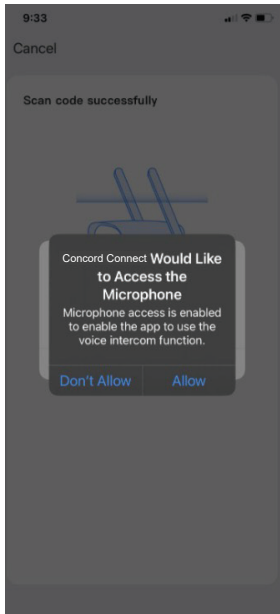 9:33
Cancel
Scan code successfully
Concord Connect Would Like
to Access the
Microphone
Microphone access is enabled
to enable the app to use the
voice intercom function.
Don't Allow Allow